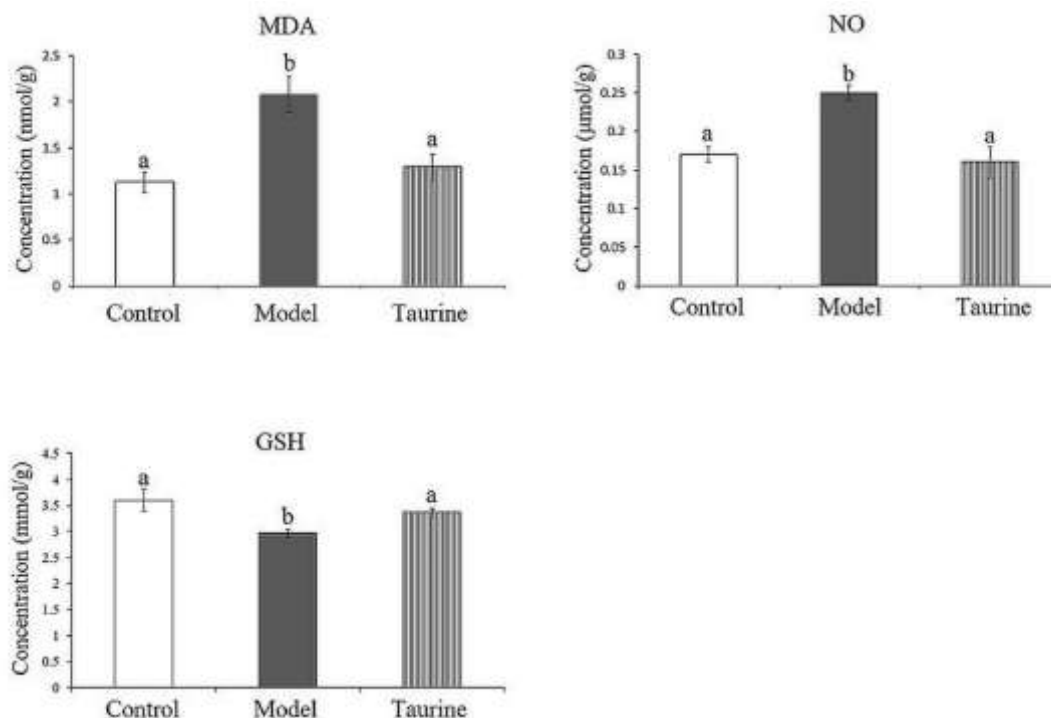 MDA
Concentration (nmol/g)
2.5
2
1.5
1
0.5
0
a
b
a
Control Model Taurine
NO
Concentration (µmol/g)
0.3
0.25
0.2
0.15
0.1
0.05
0
a
b
a
Control Model Taurine
GSH
Concentration (mmol/g)
4.5
4
3.5
3
2.5
2
1.5
1
0.5
0
a
b
a
Control Model Taurine